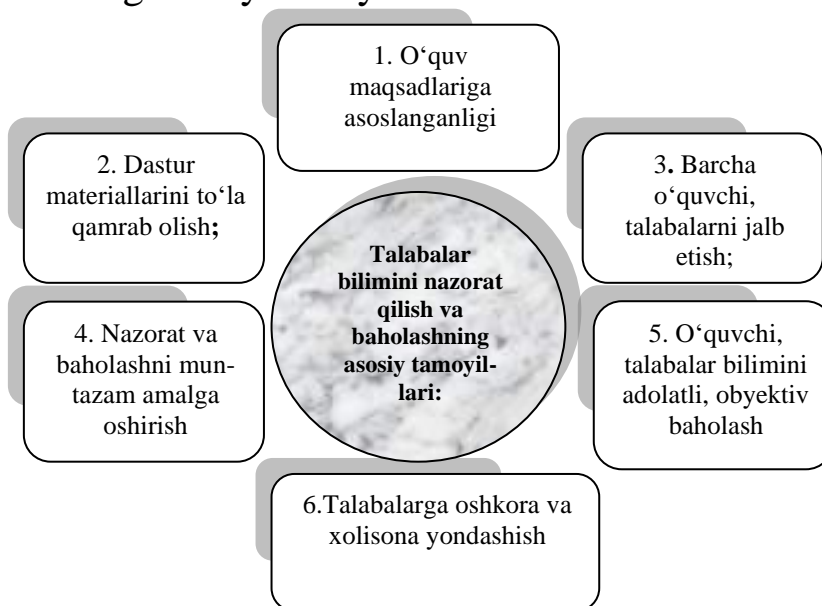 1. O‘quv
maqsadlariga
asoslanganligi
2. Dastur
materiallarini to‘la
qamrab olish;
3. Barcha
o‘quvchi,
talabalarni jalb
etish;
Talabalar
bilimini nazorat
qilish va
baholashning
asosiy tamoyil-
lari:
4. Nazorat va
baholashni mun-
tazam amalga
oshirish
5. O‘quvchi,
talabalar bilimini
adolatli, obyektiv
baholash
6.Talabalarga oshkora va
xolisona yondashish